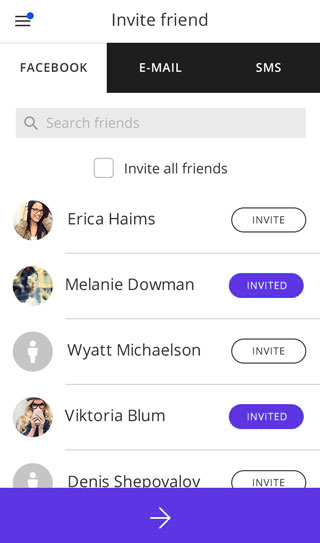 Invite friend
FACEBOOK E-MAIL SMS
Search friends
Invite all friends
Erica Haims INVITE
Melanie Dowman INVITED
Wyatt Michaelson INVITE
Viktoria Blum INVITED
Denis Shepovalov INVITE